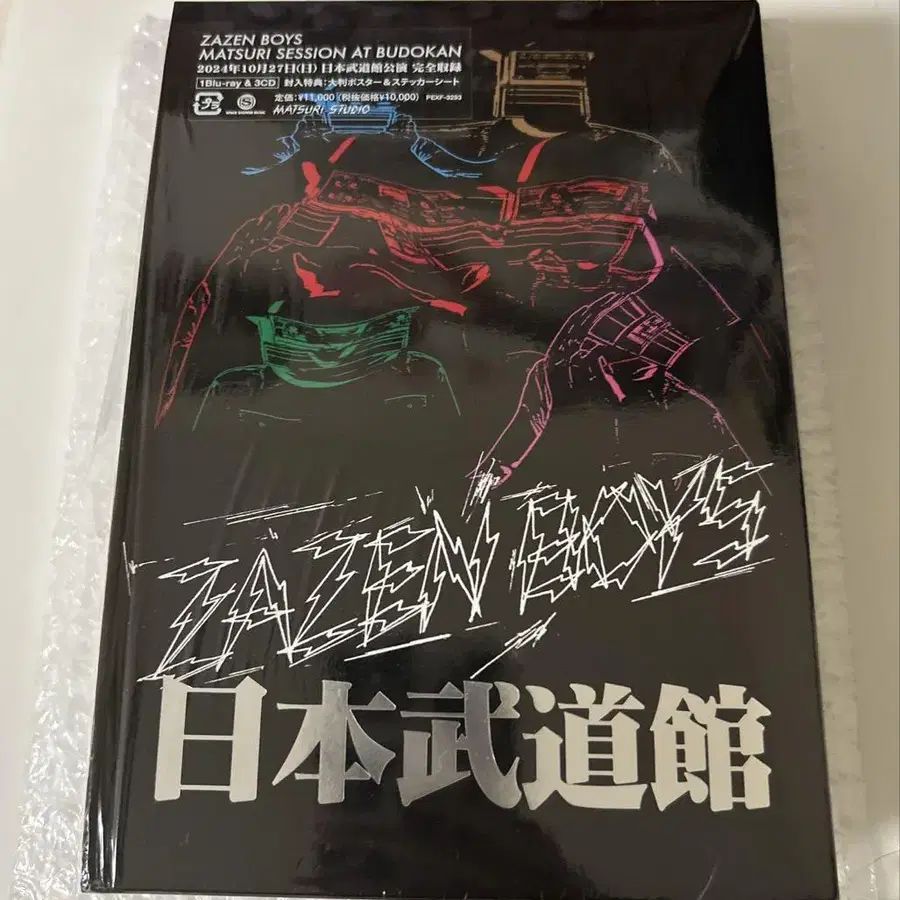 ZAZEN BOYS
MATSURI SESSION AT BUDOKAN
2024年10月27日(日) 日本武道館公演 完全収録
1Blu-ray & 3CD 封入特典:大判ポスター&ステッカーシート
定価:¥11,000 (税抜価格¥10,000) PEXF-3293
MATSURI STUDIO
ZAZEN BOYS
日本武道館